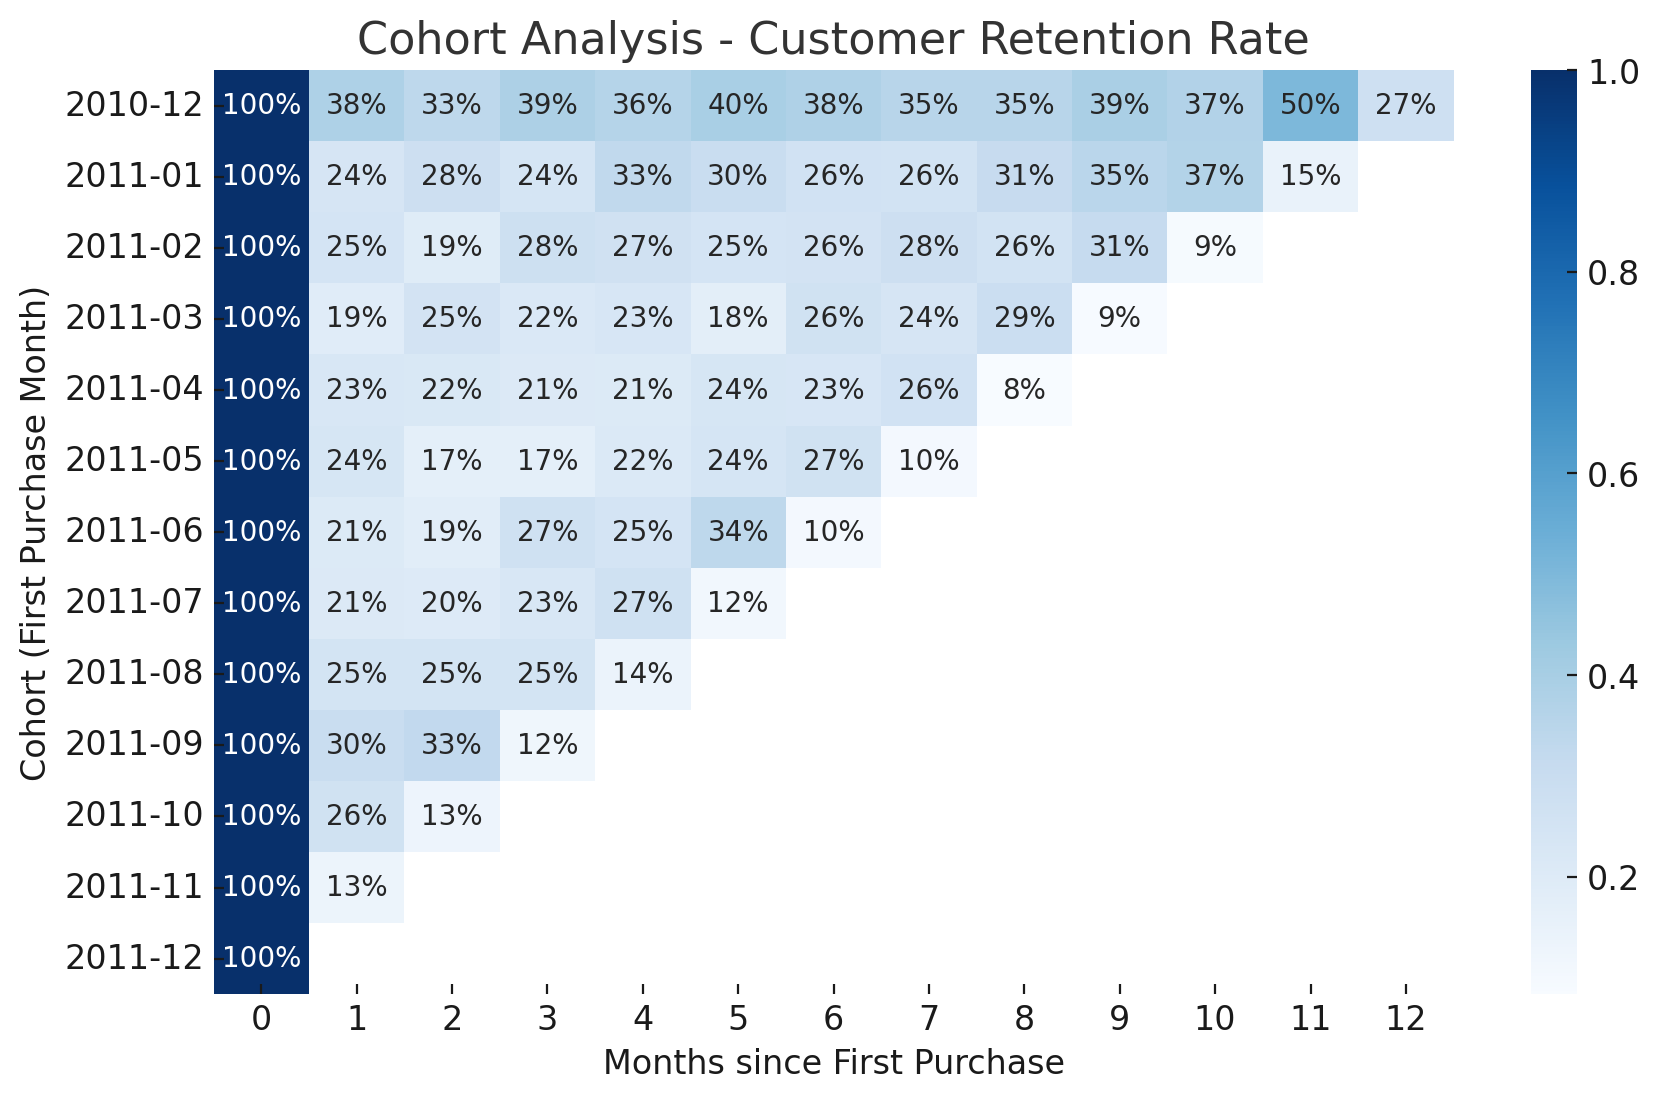 Cohort Analysis - Customer Retention Rate
Cohort (First Purchase Month)
2010-12 100% 38% 33% 39% 36% 40% 38% 35% 35% 39% 37% 50% 27%
2011-01 100% 24% 28% 24% 33% 30% 26% 26% 31% 35% 37% 15%
2011-02 100% 25% 19% 28% 27% 25% 26% 28% 26% 31% 9%
2011-03 100% 19% 25% 22% 23% 18% 26% 24% 29% 9%
2011-04 100% 23% 22% 21% 21% 24% 23% 26% 8%
2011-05 100% 24% 17% 17% 22% 24% 27% 10%
2011-06 100% 21% 19% 27% 25% 34% 10%
2011-07 100% 21% 20% 23% 27% 12%
2011-08 100% 25% 25% 25% 14%
2011-09 100% 30% 33% 12%
2011-10 100% 26% 13%
2011-11 100% 13%
2011-12 100%
0 1 2 3 4 5 6 7 8 9 10 11 12
Months since First Purchase
1.0
0.8
0.6
0.4
0.2